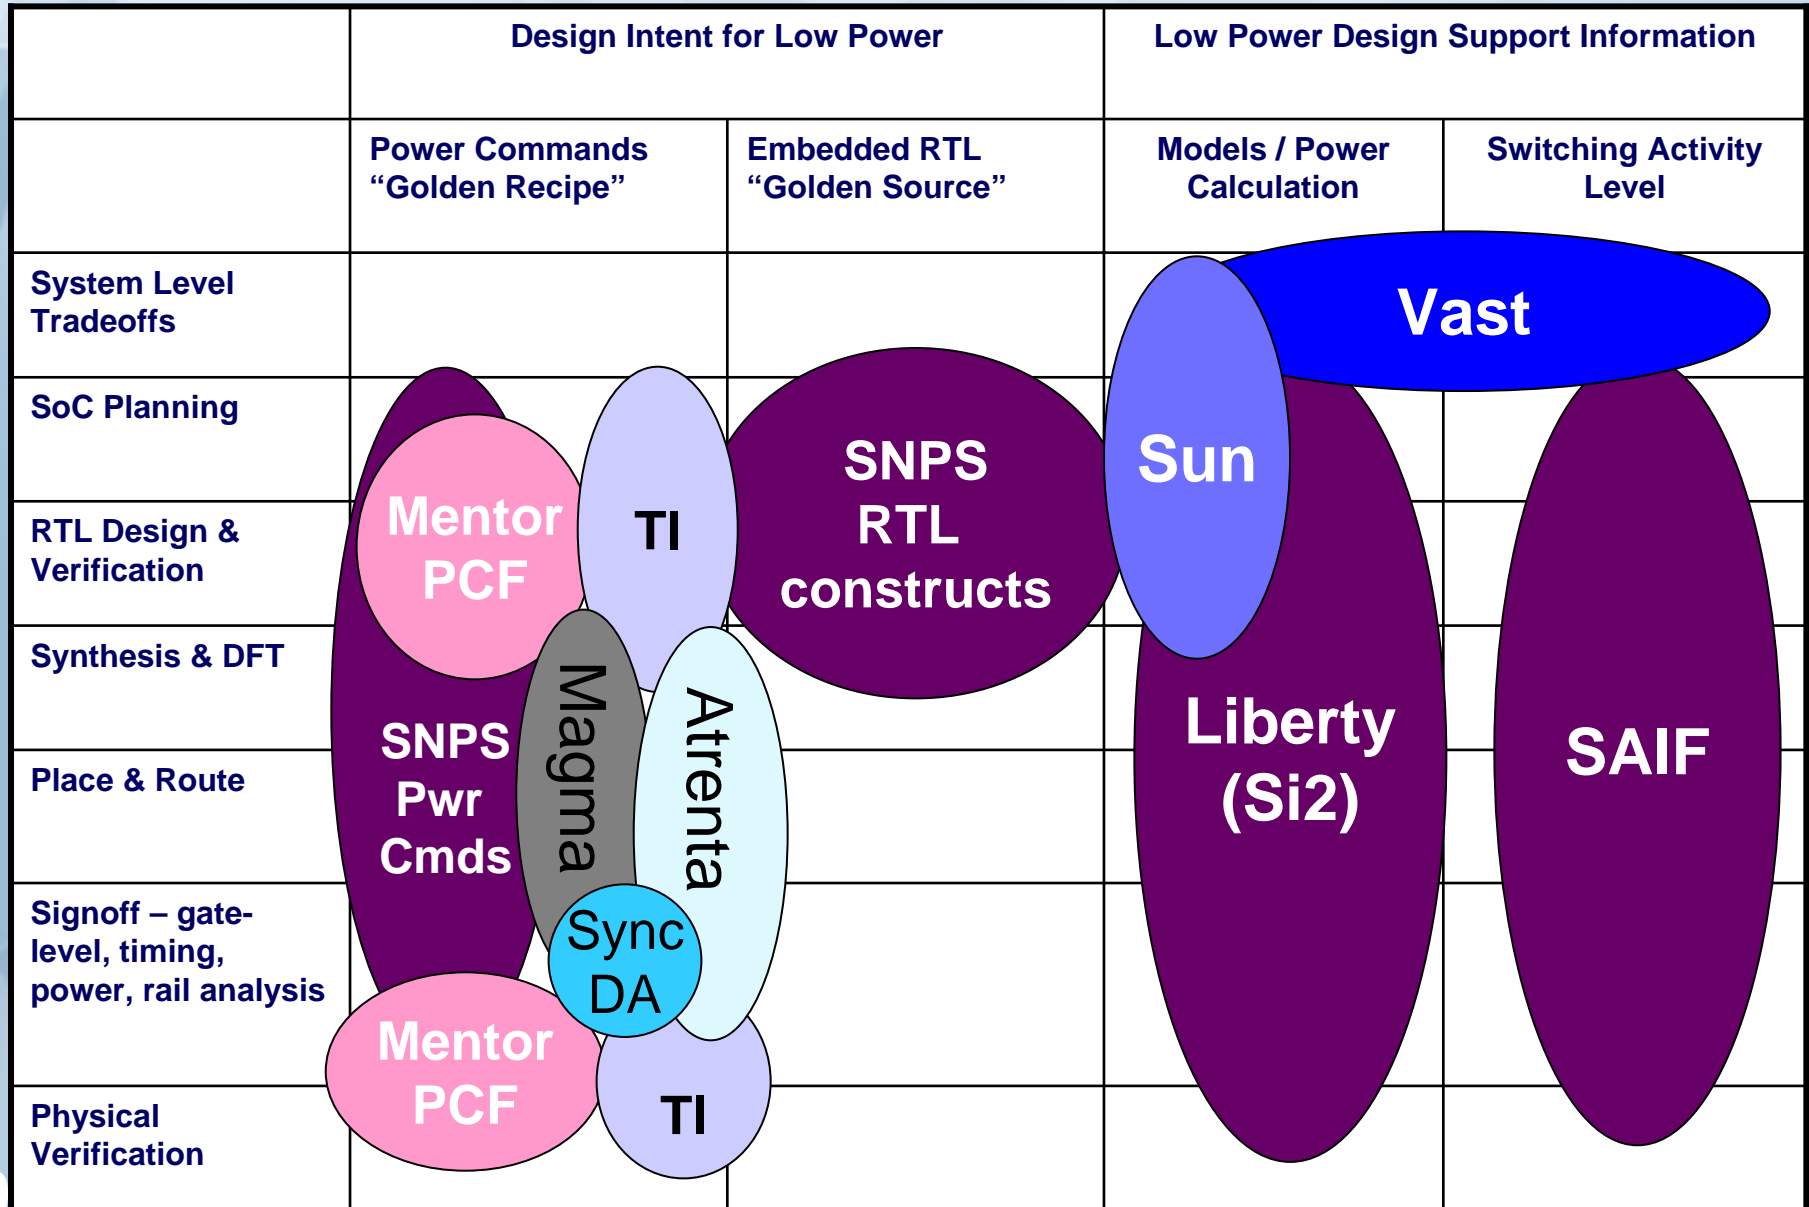 Design Intent for Low Power
Low Power Design Support Information
Power Commands
“Golden Recipe”
Embedded RTL
“Golden Source”
Models / Power
Calculation
Switching Activity
Level
System Level
Tradeoffs
Vast
SoC Planning
SNPS
RTL
constructs
Sun
RTL Design &
Verification
Mentor
PCF
TI
Synthesis & DFT
Magma
Atrenta
Liberty
(Si2)
SAIF
Place & Route
SNPS
Pwr
Cmds
Signoff – gate-
level, timing,
power, rail analysis
Sync
DA
Mentor
PCF
TI
Physical
Verification